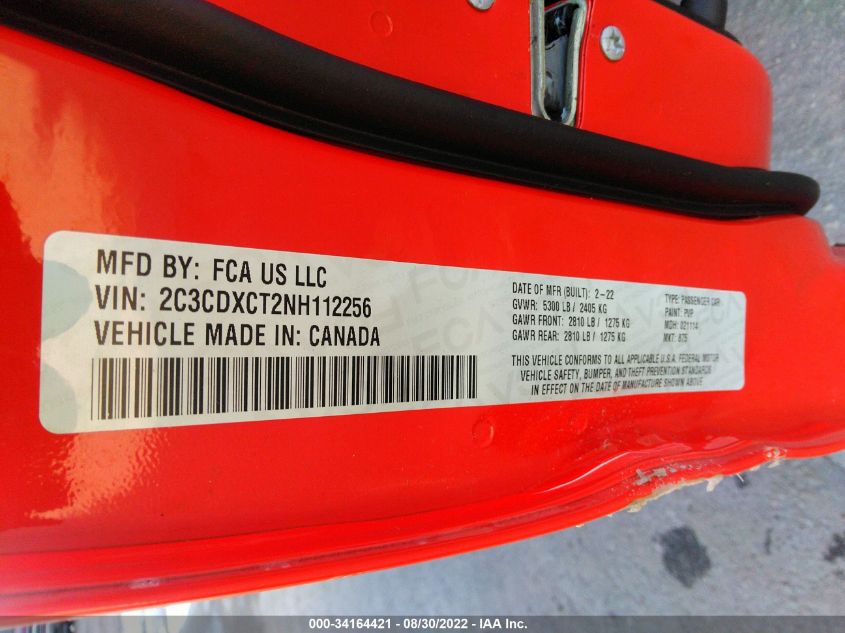 MFD BY: FCA US LLC
VIN: 2C3CDXCT2NH112256
VEHICLE MADE IN: CANADA
DATE OF MFR (BUILT): 2-22
GVWR: 5300 LB / 2405 KG
GAWR FRONT: 2810 LB / 1275 KG
GAWR REAR: 2810 LB / 1275 KG
TYPE: PASSENGER CAR
PAINT: PVP
MDH: 021114
MKT: 875
THIS VEHICLE CONFORMS TO ALL APPLICABLE U.S.A. FEDERAL MOTOR
VEHICLE SAFETY, BUMPER, AND THEFT PREVENTION STANDARDS
IN EFFECT ON THE DATE OF MANUFACTURE SHOWN ABOVE
000-34164421 - 08/30/2022 - IAA Inc.